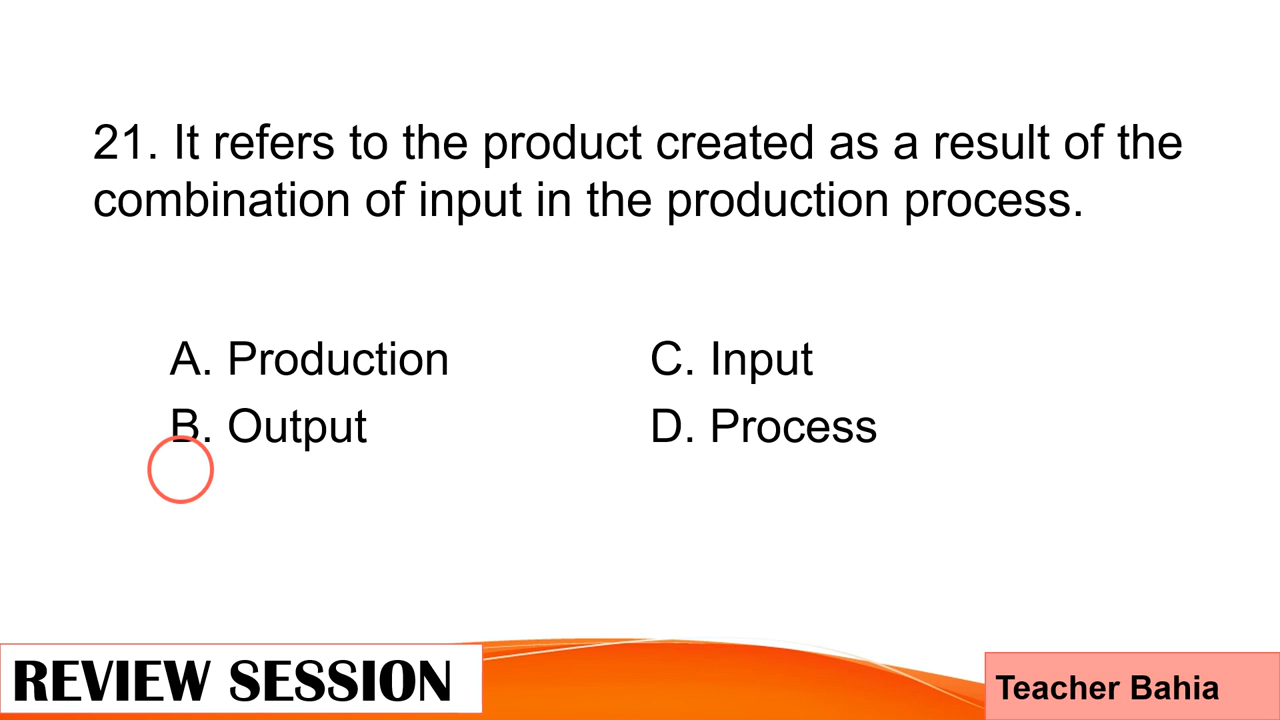 21. It refers to the product created as a result of the
combination of input in the production process.
A. Production
B. Output
C. Input
D. Process
REVIEW SESSION
Teacher Bahia